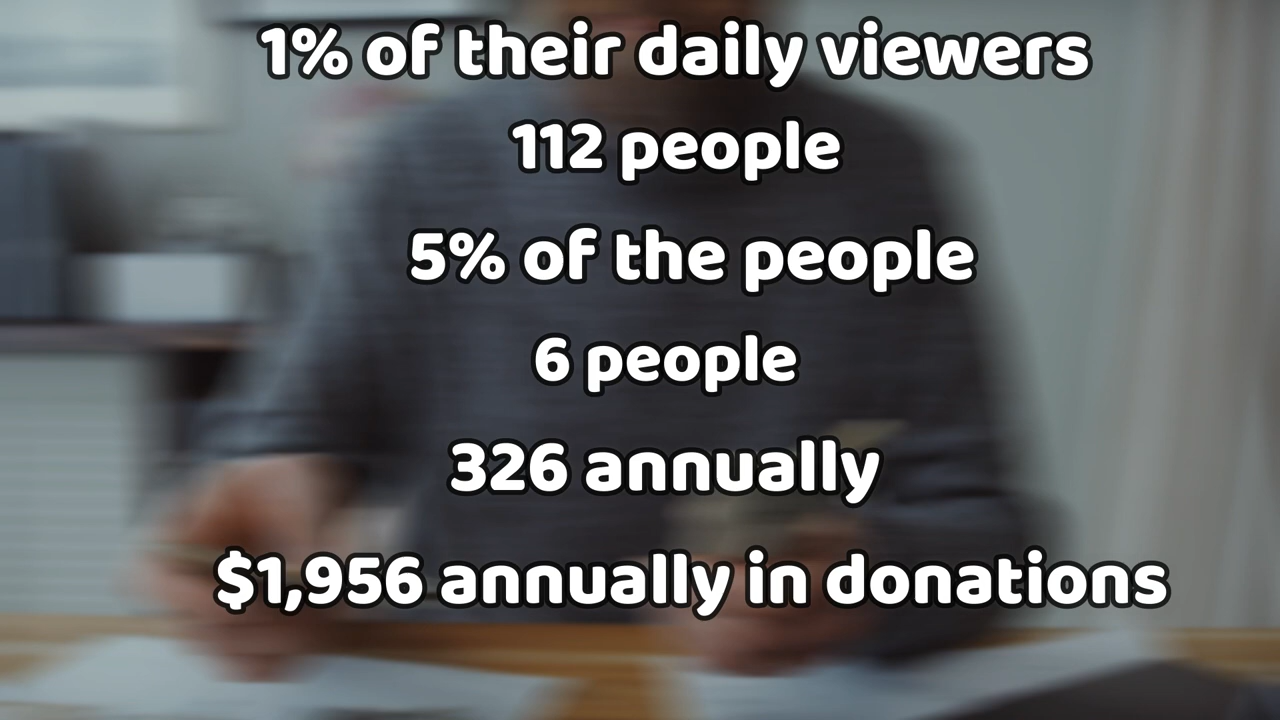 1% of their daily viewers
112 people
5% of the people
6 people
326 annually
$1,956 annually in donations